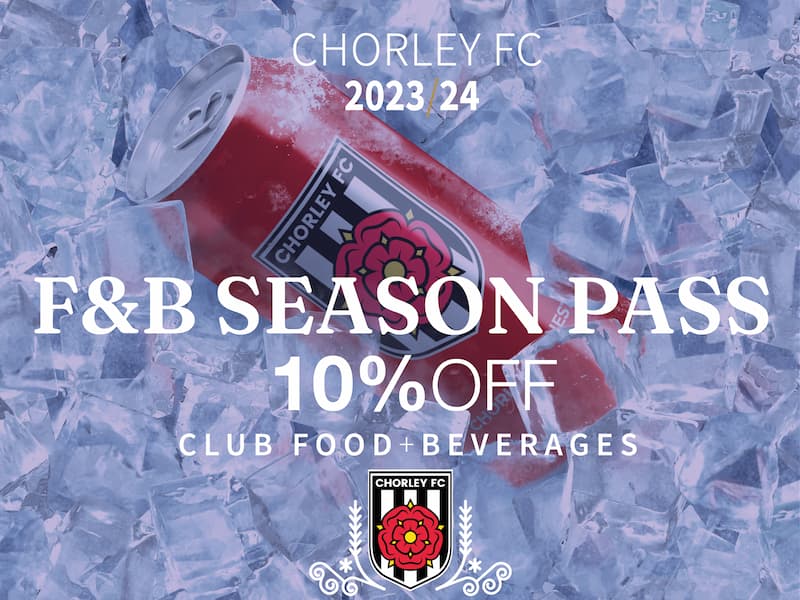 CHORLEY FC
2023/24
CHORLEY FC
F&B SEASON PASS
10% OFF
CLUB FOOD+BEVERAGES
CHORLEY FC